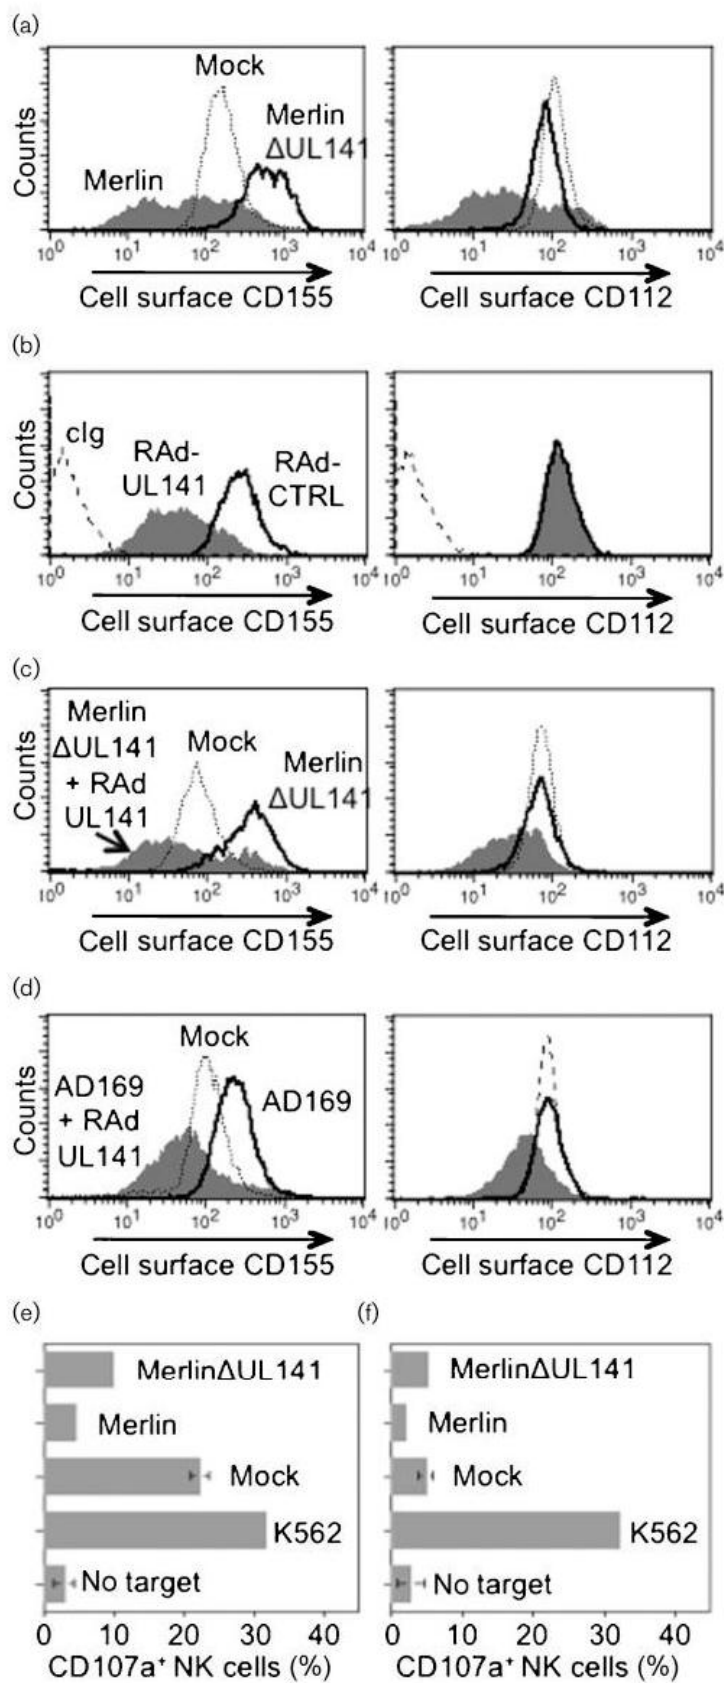 (a)
Mock
Merlin
ΔUL141
Merlin
Counts
10⁰ 10¹ 10² 10³ 10⁴
10¹ 10² 10³ 10⁴
Cell surface CD155
Cell surface CD112
(b)
cIg
RAd-
UL141
RAd-
CTRL
Counts
10⁰ 10¹ 10² 10³
10¹ 10² 10³ 10⁴
Cell surface CD155
Cell surface CD112
(c)
Merlin
ΔUL141
+ RAd
UL141
Mock
Merlin
ΔUL141
Counts
10⁰ 10¹ 10² 10³ 10⁴
10¹ 10² 10³ 10⁴
Cell surface CD155
Cell surface CD112
(d)
Mock
AD169
+ RAd
UL141
AD169
Counts
10⁰ 10¹ 10² 10³ 10⁴
10¹ 10² 10³ 10⁴
Cell surface CD155
Cell surface CD112
(e)
MerlinΔUL141
Merlin
Mock
K562
No target
0 10 20 30 40
CD107a⁺ NK cells (%)
(f)
MerlinΔUL141
Merlin
Mock
K562
No target
0 10 20 30 40
CD107a⁺ NK cells (%)